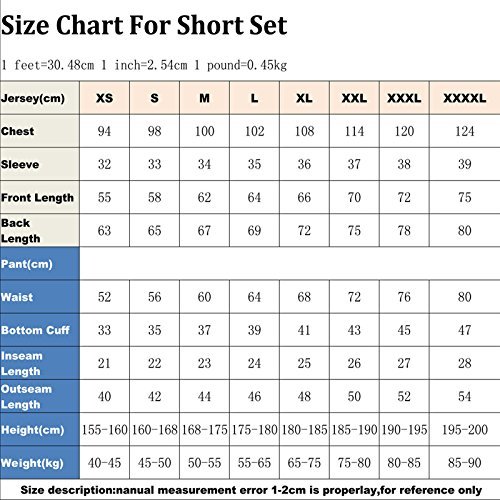 Size Chart For Short Set
1 feet=30.48cm 1 inch=2.54cm 1 pound=0.45kg
Jersey(cm) XS S M L XL XXL XXXL XXXXL
Chest 94 98 100 102 108 114 120 124
Sleeve 32 33 34 35 36 37 38 39
Front Length 55 58 62 64 66 70 72 75
Back
Length 63 65 67 69 72 75 78 80
Pant(cm)
Waist 52 56 60 64 68 72 76 80
Bottom Cuff 33 35 37 39 41 43 45 47
Inseam
Length 21 22 23 24 25 26 27 28
Outseam
Length 40 42 44 46 48 50 52 54
Height(cm) 155-160 160-168 168-175 175-180 180-185 185-190 190-195 195-200
Weight(kg) 40-45 45-50 50-55 55-65 65-75 75-80 80-85 85-90
Size description:nanual measurement error 1-2cm is properlay,for reference only